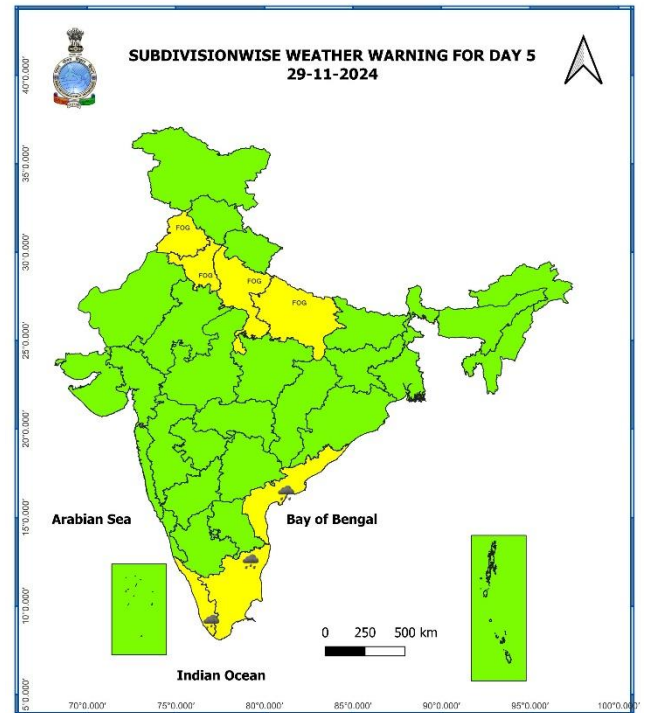 SUBDIVISIONWISE WEATHER WARNING FOR DAY 5
29-11-2024
40°0.000'
35°0.000'
30°0.000'
25°0.000'
20°0.000'
15°0.000'
10°0.000'
5°0.000'
FOG
FOG
FOG
FOG
Arabian Sea
Bay of Bengal
0 250 500 km
Indian Ocean
70°0.000' 75°0.000' 80°0.000' 85°0.000' 90°0.000' 95°0.000' 100°0.000'